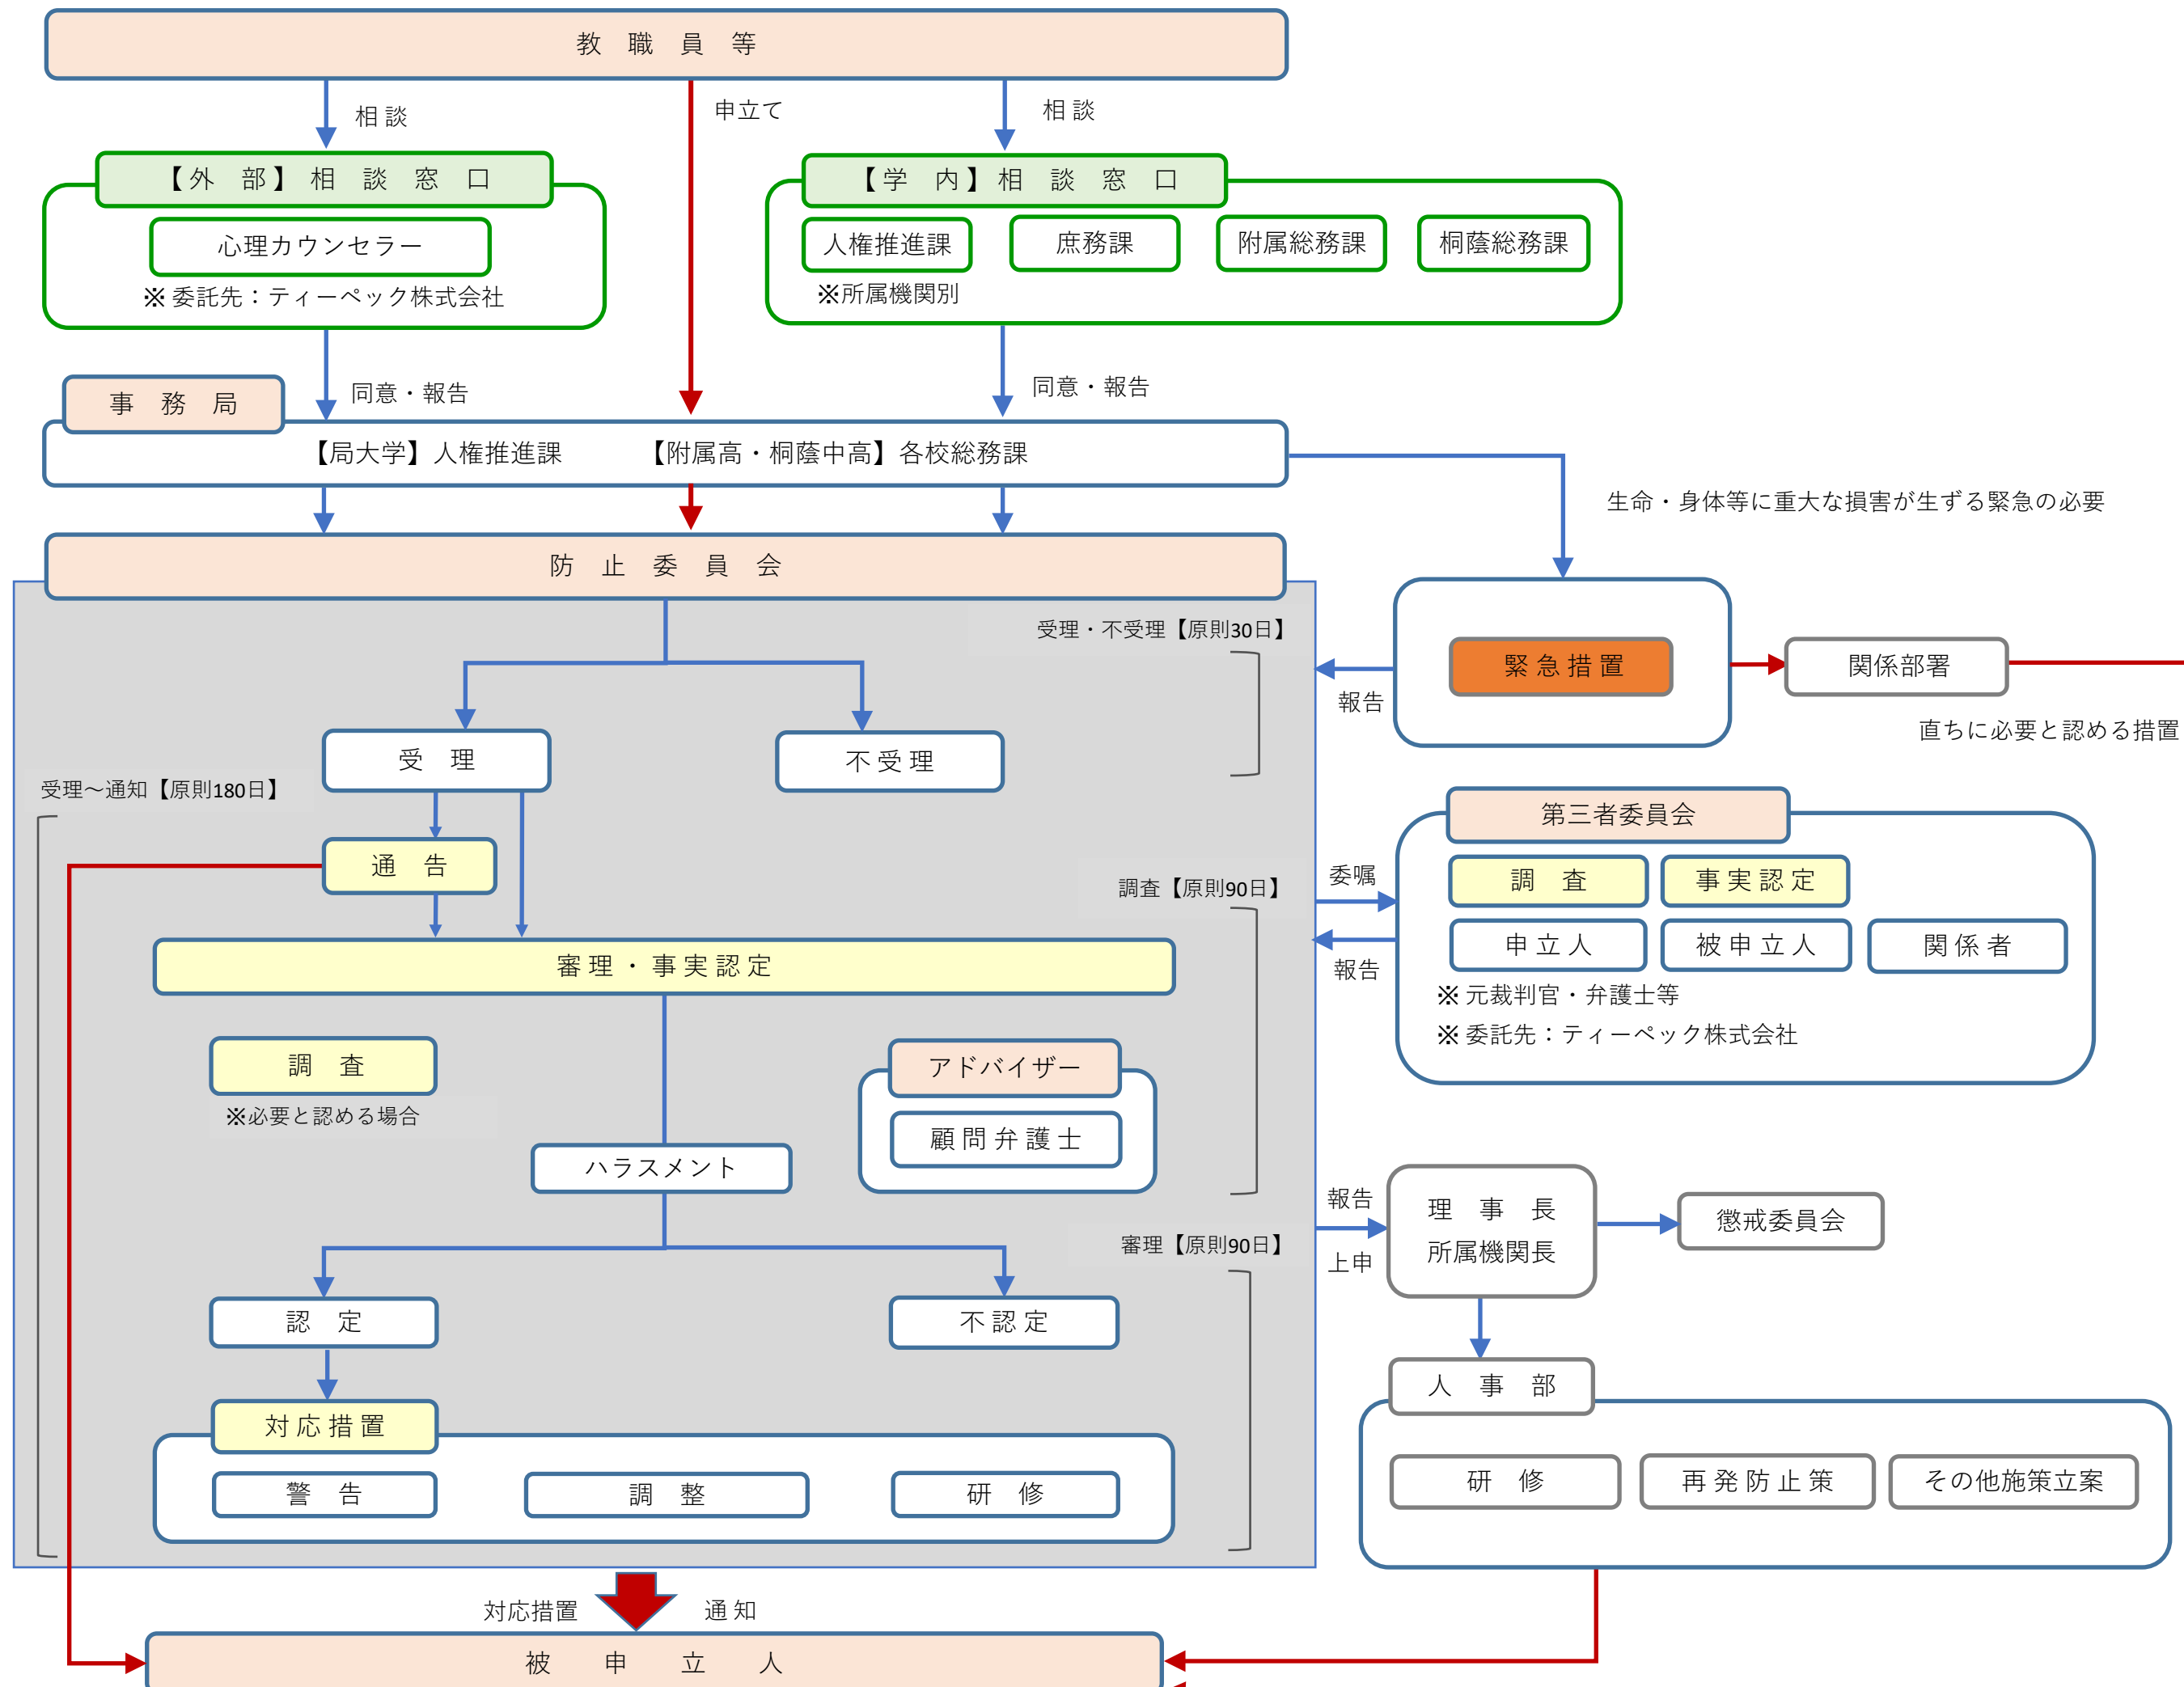 教職員等
相談
申立て
相談
【外部】相談窓口
【学内】相談窓口
心理カウンセラー
人権推進課
庶務課
附属総務課
桐蔭総務課
※ 委託先：ティーペック株式会社
※所属機関別
同意・報告
同意・報告
事務局
【局大学】人権推進課 【附属高・桐蔭中高】各校総務課
生命・身体等に重大な損害が生ずる緊急の必要
防止委員会
受理・不受理【原則30日】
緊急措置
関係部署
報告
直ちに必要と認める措置
受理
不受理
受理～通知【原則180日】
第三者委員会
通告
調査【原則90日】
委嘱
調査
事実認定
審理・事実認定
報告
申立人
被申立人
関係者
※ 元裁判官・弁護士等
※ 委託先：ティーペック株式会社
調査
※必要と認める場合
アドバイザー
顧問弁護士
ハラスメント
報告
上申
理事長
所属機関長
懲戒委員会
審理【原則90日】
認定
不認定
人事部
対応措置
警告
調整
研修
研修
再発防止策
その他施策立案
対応措置
通知
被申立人